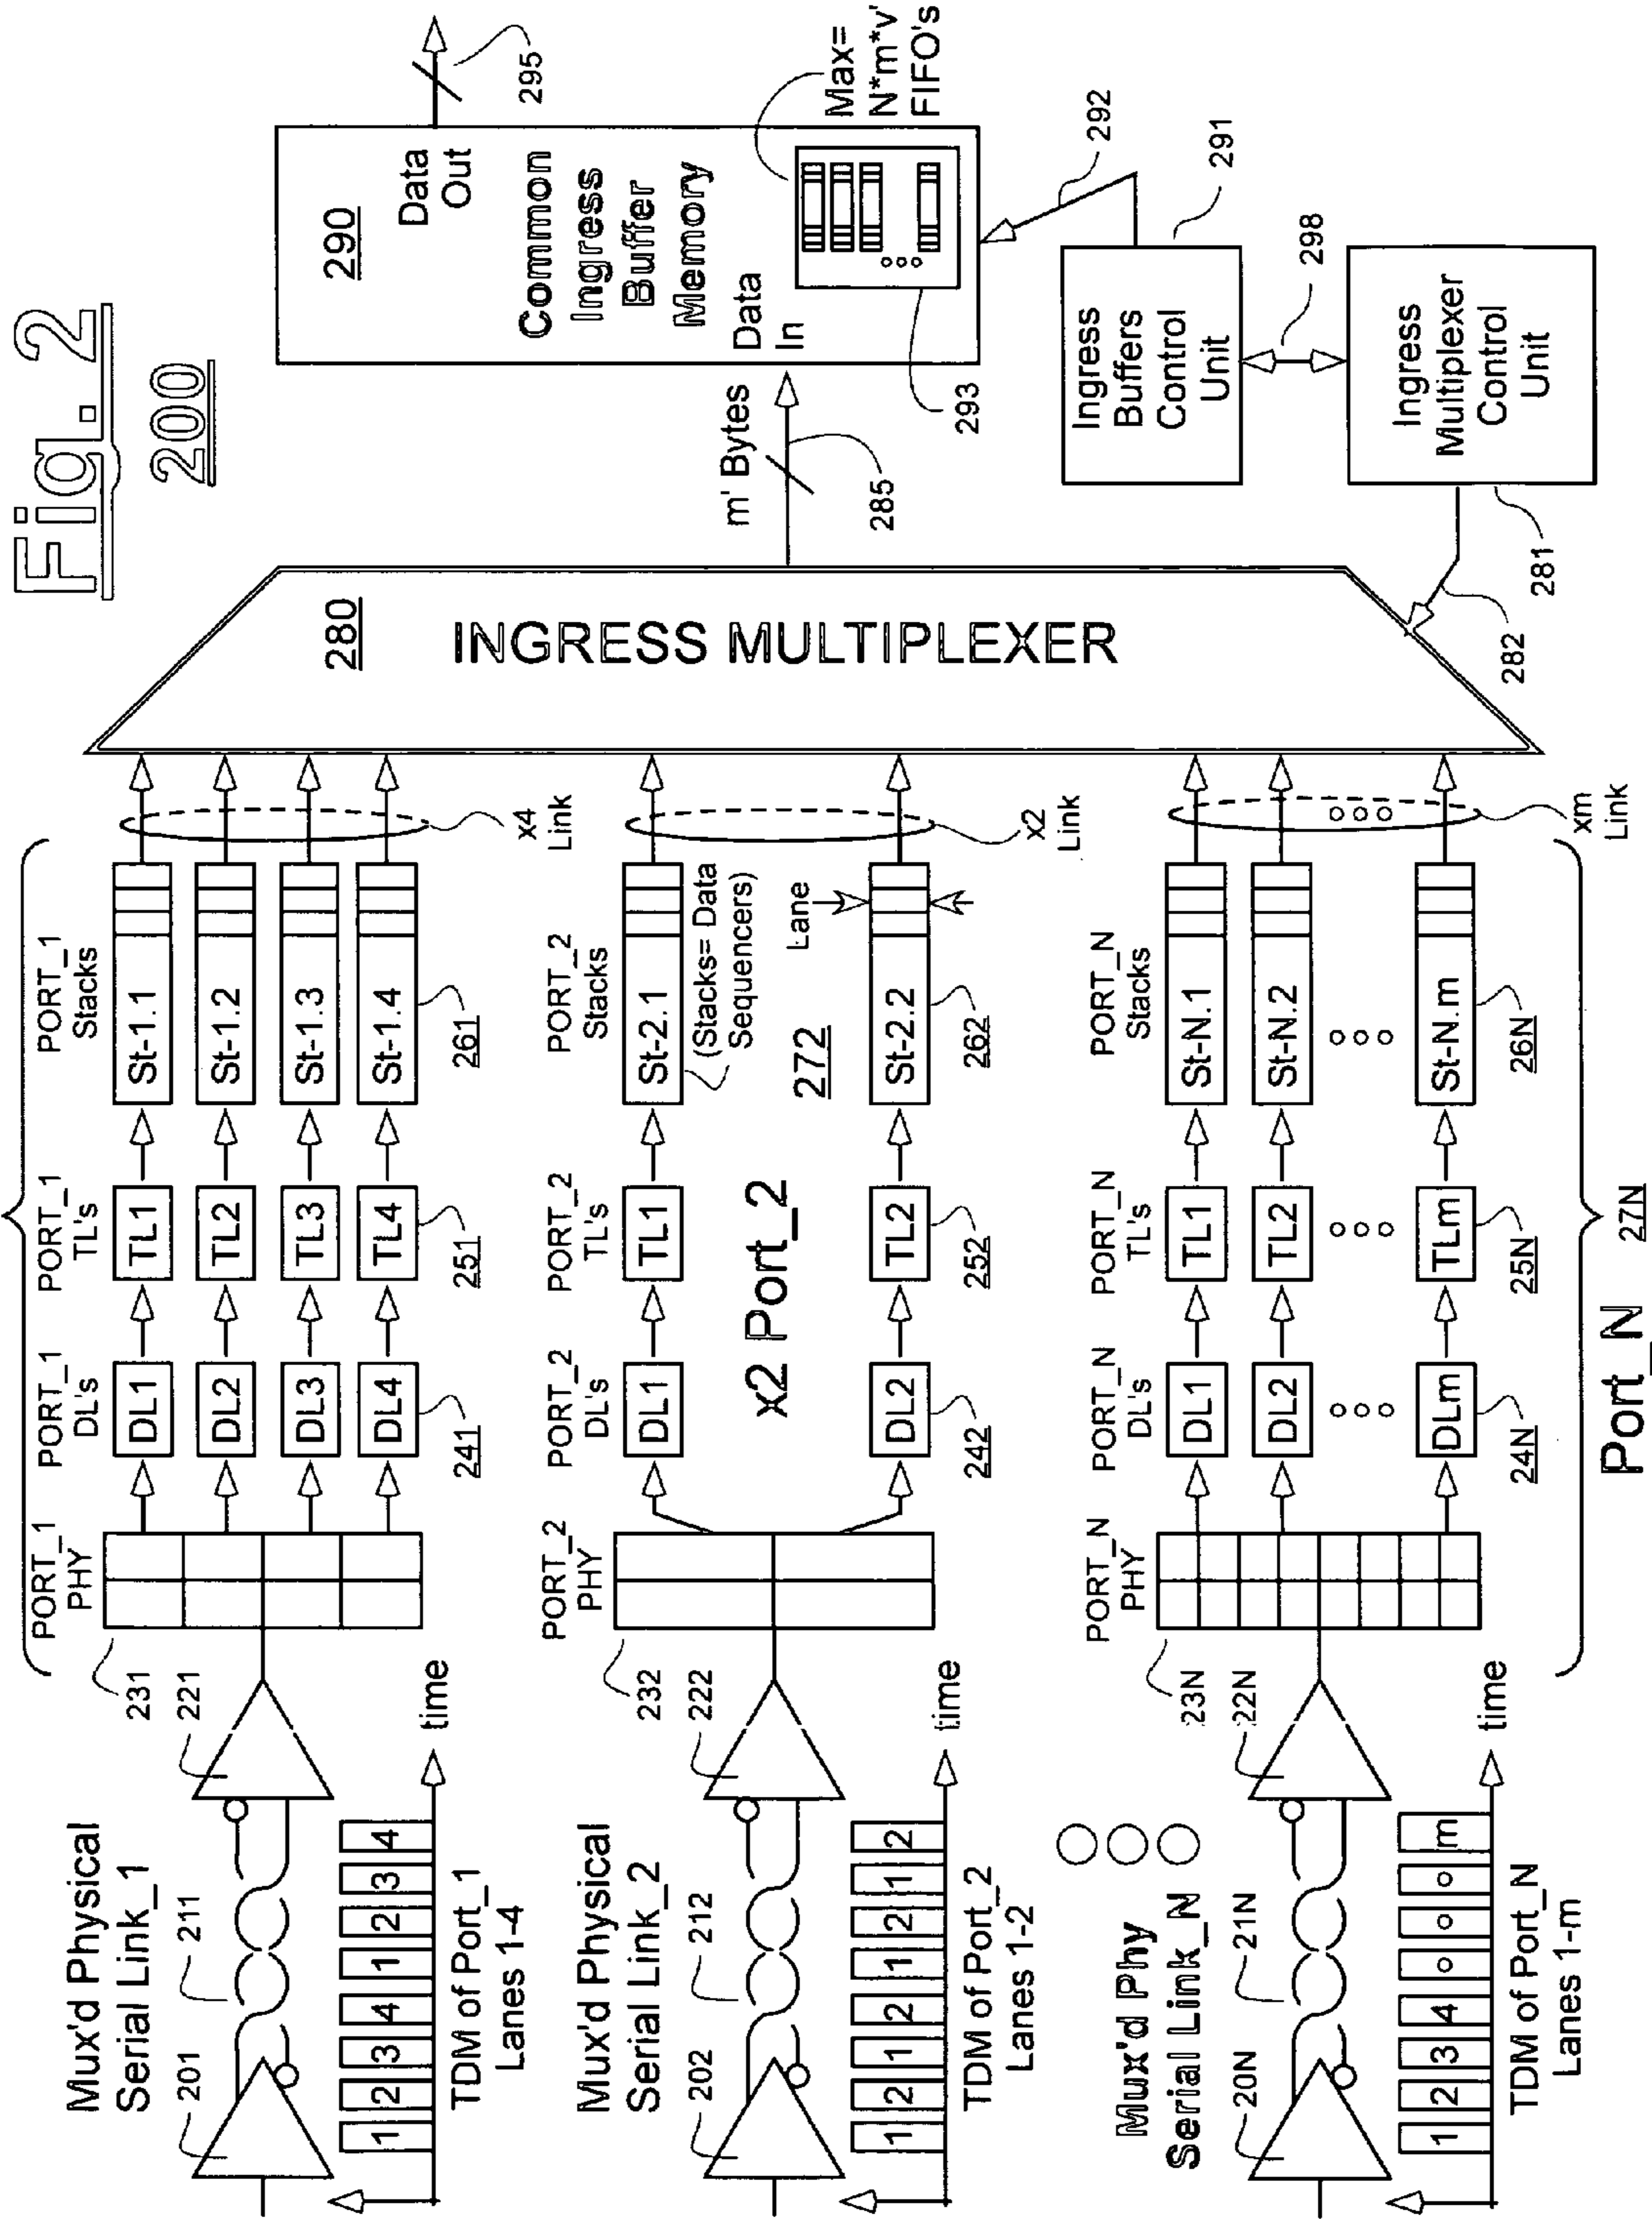 Fig. 2
200
Mux'd Physical
Serial Link_1
201
211
221
231
1 2 3 4 1 2 3 4
time
TDM of Port_1
Lanes 1-4
PORT_1
PHY
PORT_1
DL's
DL1
DL2
DL3
DL4
241
PORT_1
TL's
TL1
TL2
TL3
TL4
251
PORT_1
Stacks
St-1.1
St-1.2
St-1.3
St-1.4
261
x4
Link
Mux'd Physical
Serial Link_2
202
212
222
232
1 2 1 2 1 2 1 2
time
TDM of Port_2
Lanes 1-2
PORT_2
PHY
PORT_2
DL's
DL1
DL2
242
x2 Port_2
272
PORT_2
TL's
TL1
TL2
252
PORT_2
Stacks
St-2.1
(Stacks= Data
Sequencers)
Lane
St-2.2
262
x2
Link
Mux'd Phy
Serial Link_N
20N
21N
22N
23N
1 2 3 4 o o o m
time
TDM of Port_N
Lanes 1-m
PORT_N
PHY
PORT_N
DL's
DL1
DL2
DLm
24N
PORT_N
TL's
TL1
TL2
TLm
25N
PORT_N
Stacks
St-N.1
St-N.2
St-N.m
26N
xm
Link
Port_N
27N
280
INGRESS MULTIPLEXER
282
281
Ingress
Multiplexer
Control
Unit
298
Ingress
Buffers
Control
Unit
291
292
m' Bytes
285
290
Common
Ingress
Buffer
Memory
Data
In
Data
Out
295
293
Max=
N*m*v'
FIFO's